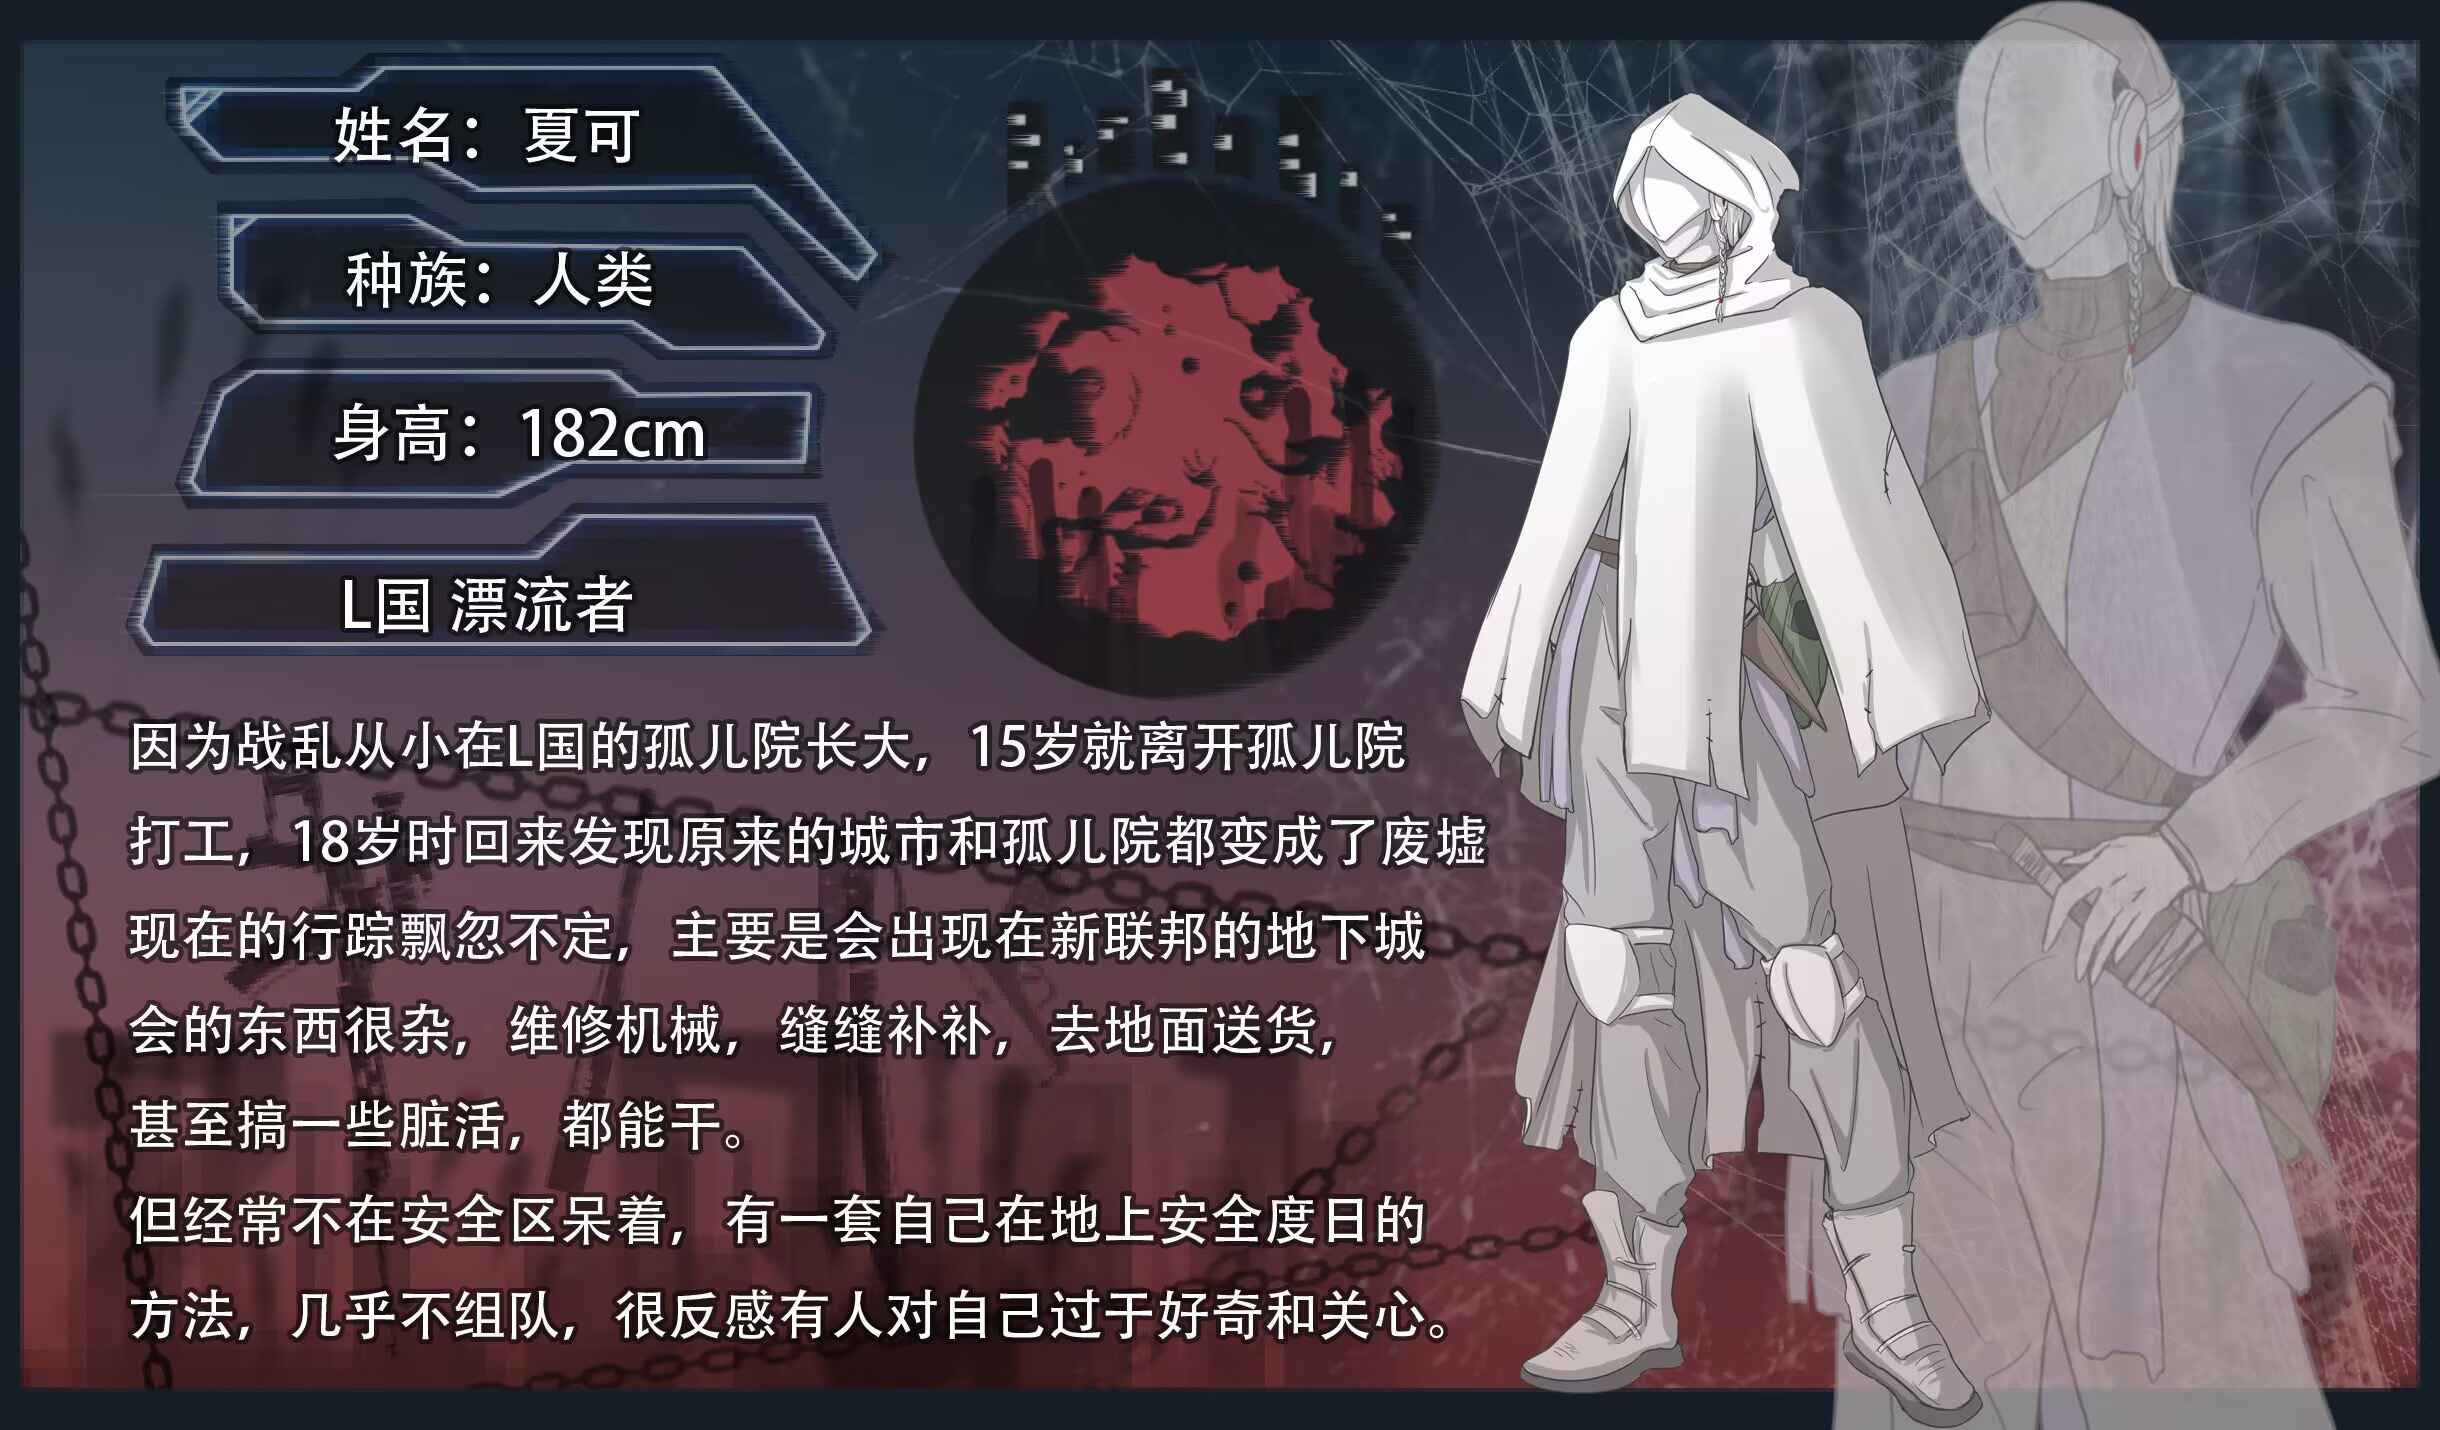 姓名：夏可
种族：人类
身高：182cm
L国 漂流者
因为战乱从小在L国的孤儿院长大，15岁就离开孤儿院
打工，18岁时回来发现原来的城市和孤儿院都变成了废墟
现在的行踪飘忽不定，主要是会出现在新联邦的地下城
会的东西很杂，维修机械，缝缝补补，去地面送货，
甚至搞一些脏活，都能干。
但经常不在安全区呆着，有一套自己在地上安全度日的
方法，几乎不组队，很反感有人对自己过于好奇和关心。